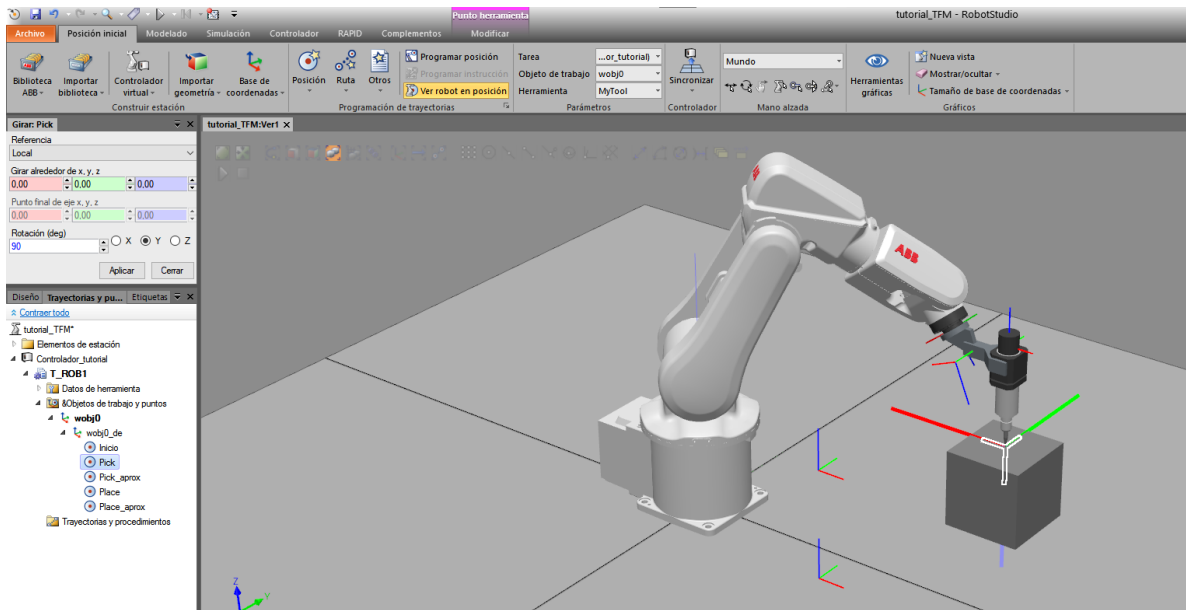 Punto herramienta
tutorial_TFM - RobotStudio
Archivo Posición inicial Modelado Simulación Controlador RAPID Complementos Modificar
Biblioteca ABB
Importar biblioteca
Controlador virtual
Importar geometría
Base de coordenadas
Construir estación
Posición
Ruta
Otros
Programar posición
Programar instrucción
Ver robot en posición
Programación de trayectorias
Tarea ...or_tutorial)
Objeto de trabajo wobj0
Herramienta MyTool
Parámetros
Sincronizar
Controlador
Mundo
Mano alzada
Herramientas gráficas
Nueva vista
Mostrar/ocultar
Tamaño de base de coordenadas
Gráficos
Girar: Pick
tutorial_TFM:Ver1
Referencia
Local
Girar alrededor de x, y, z
0,00 0,00 0,00
Punto final de eje x, y, z
0,00 0,00 0,00
Rotación (deg)
90 X Y Z
Aplicar Cerrar
Diseño Trayectorias y pu... Etiquetas
Contraer todo
tutorial_TFM*
Elementos de estación
Controlador_tutorial
T_ROB1
Datos de herramienta
&Objetos de trabajo y puntos
wobj0
wobj0_de
Inicio
Pick
Pick_aprox
Place
Place_aprox
Trayectorias y procedimientos
ABB
Z
Y